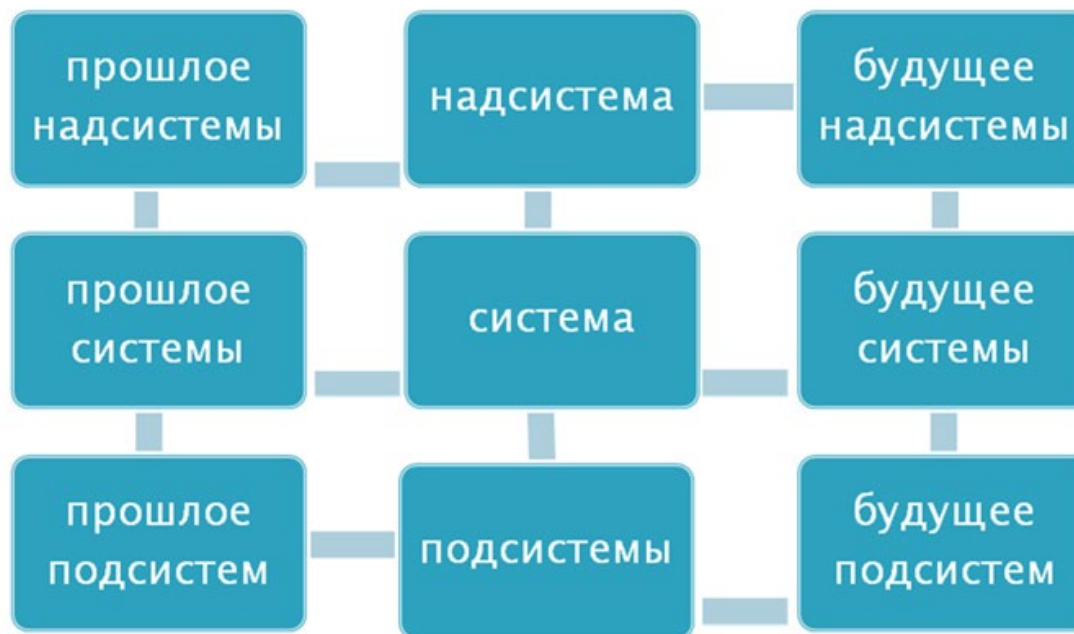 прошлое
надсистемы
надсистема
будущее
надсистемы
прошлое
системы
система
будущее
системы
прошлое
подсистем
подсистемы
будущее
подсистем